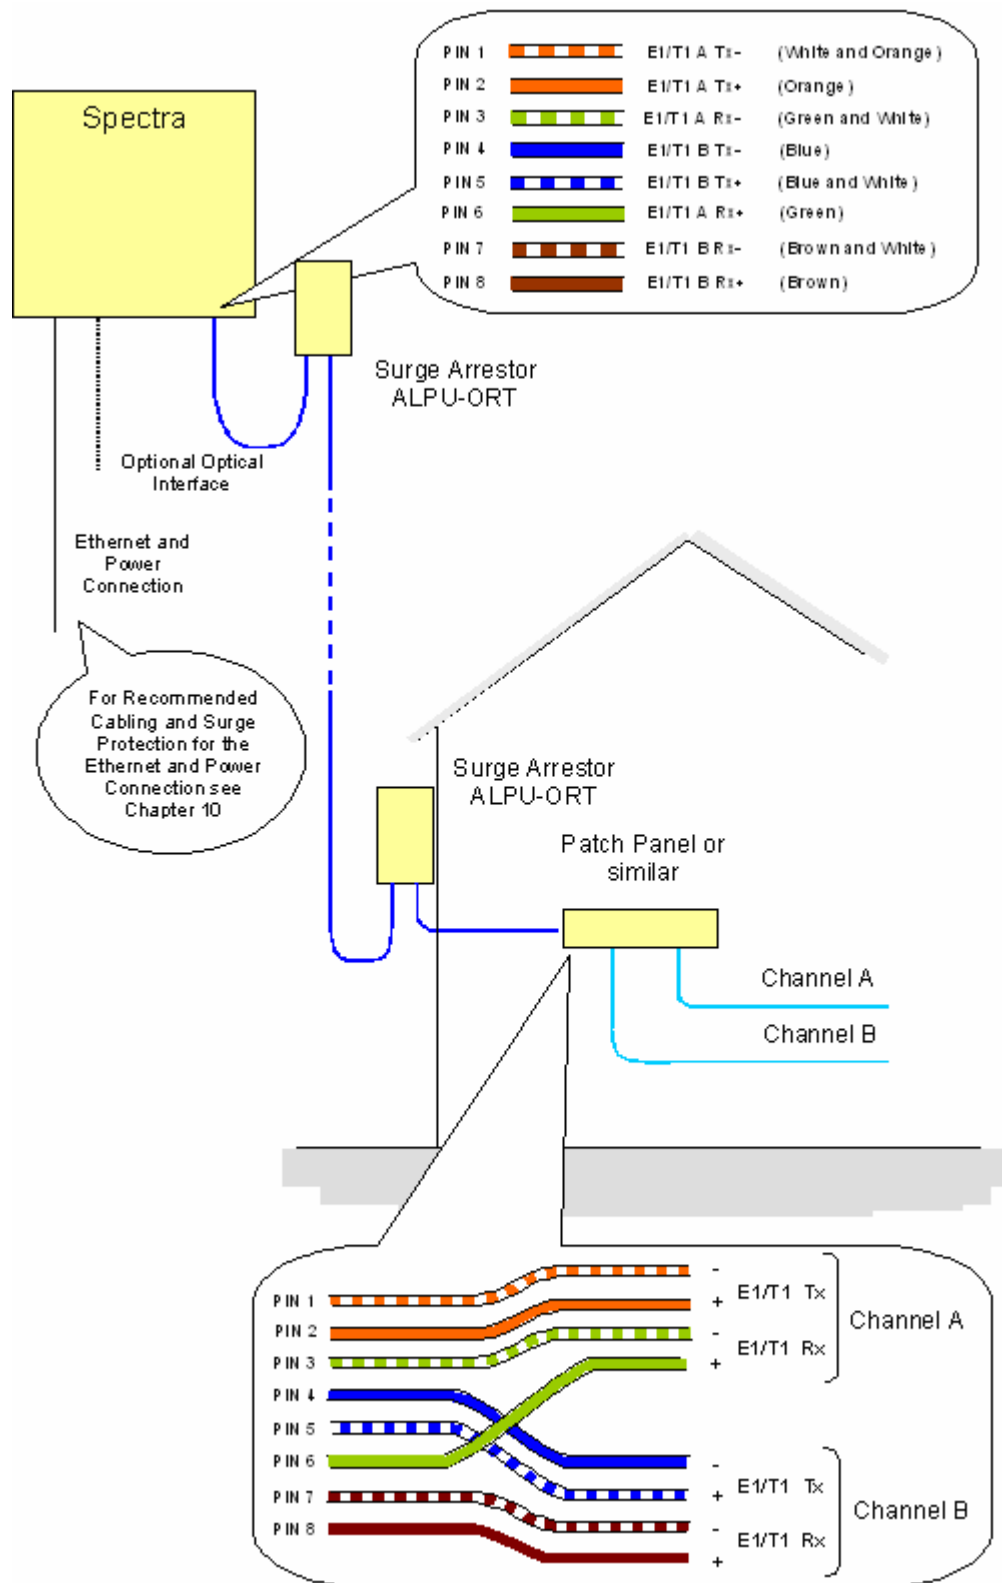 PIN 1 E1/T1 A Tx- (White and Orange)
PIN 2 E1/T1 A Tx+ (Orange)
PIN 3 E1/T1 A Rx- (Green and White)
PIN 4 E1/T1 B Tx- (Blue)
PIN 5 E1/T1 B Tx+ (Blue and White)
PIN 6 E1/T1 A Rx+ (Green)
PIN 7 E1/T1 B Rx- (Brown and White)
PIN 8 E1/T1 B Rx+ (Brown)
Spectra
Surge Arrestor
ALPU-ORT
Optional Optical
Interface
Ethernet and
Power
Connection
For Recommended
Cabling and Surge
Protection for the
Ethernet and Power
Connection see
Chapter 10
Surge Arrestor
ALPU-ORT
Patch Panel or
similar
Channel A
Channel B
PIN 1
PIN 2
PIN 3
PIN 4
PIN 5
PIN 6
PIN 7
PIN 8
-
+ E1/T1 Tx
-
+ E1/T1 Rx
Channel A
-
+ E1/T1 Tx
-
+ E1/T1 Rx
Channel B